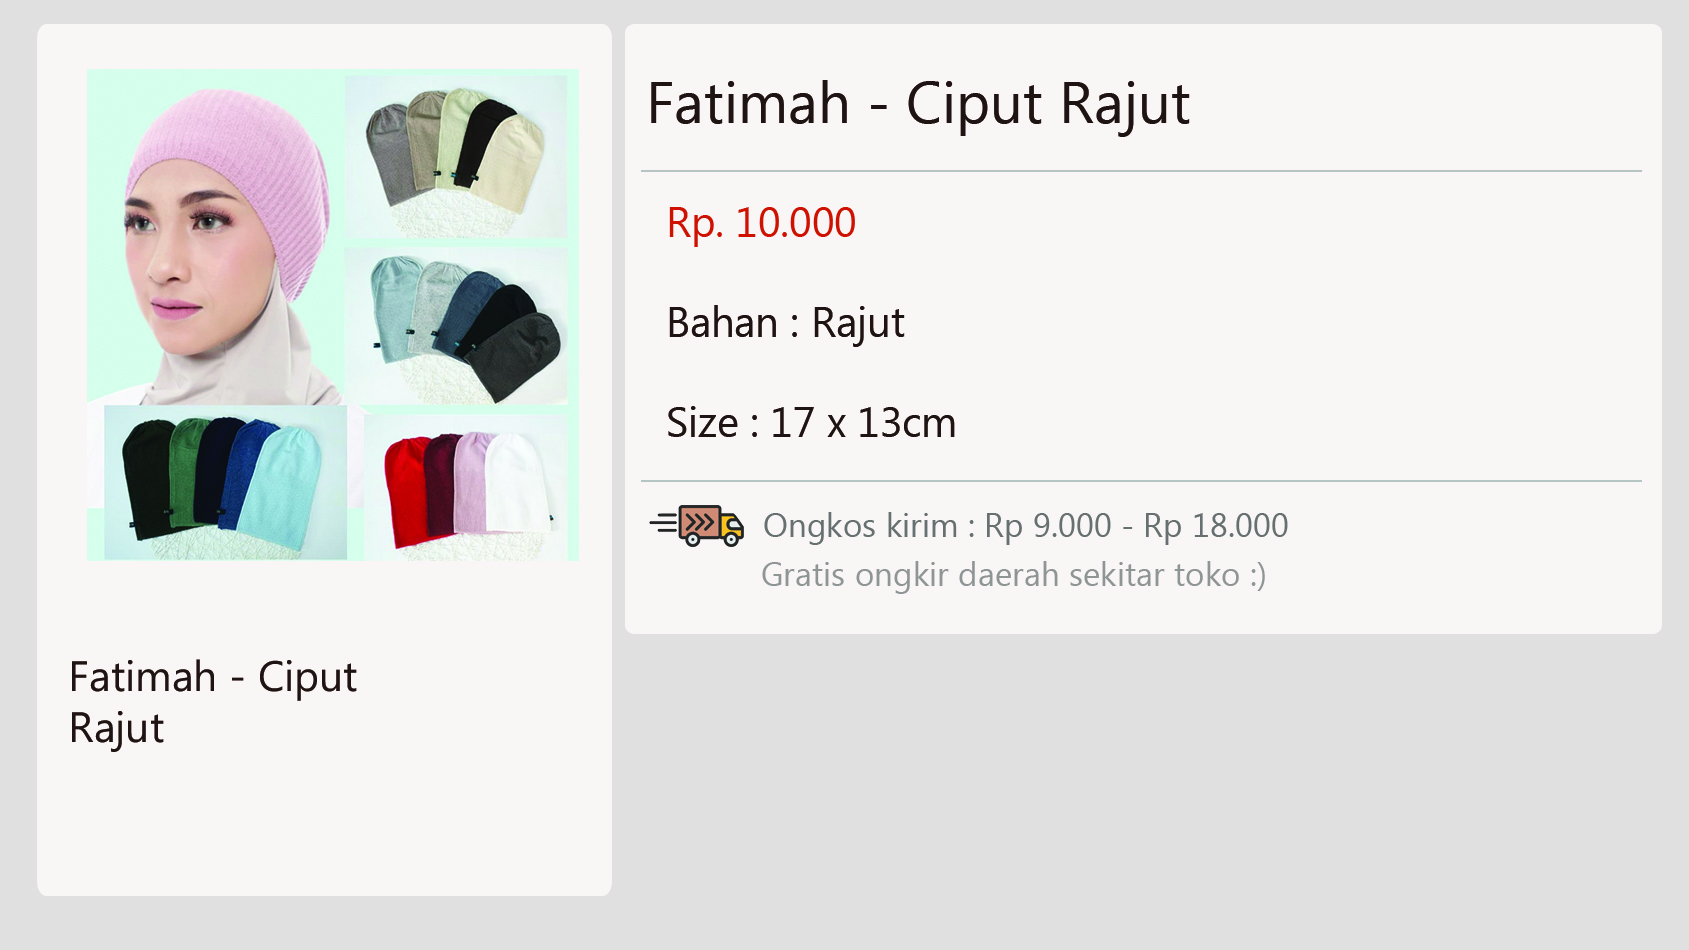 Fatimah - Ciput Rajut
Rp. 10.000
Bahan : Rajut
Size : 17 x 13cm
Ongkos kirim : Rp 9.000 - Rp 18.000
Gratis ongkir daerah sekitar toko :)
Fatimah - Ciput
Rajut